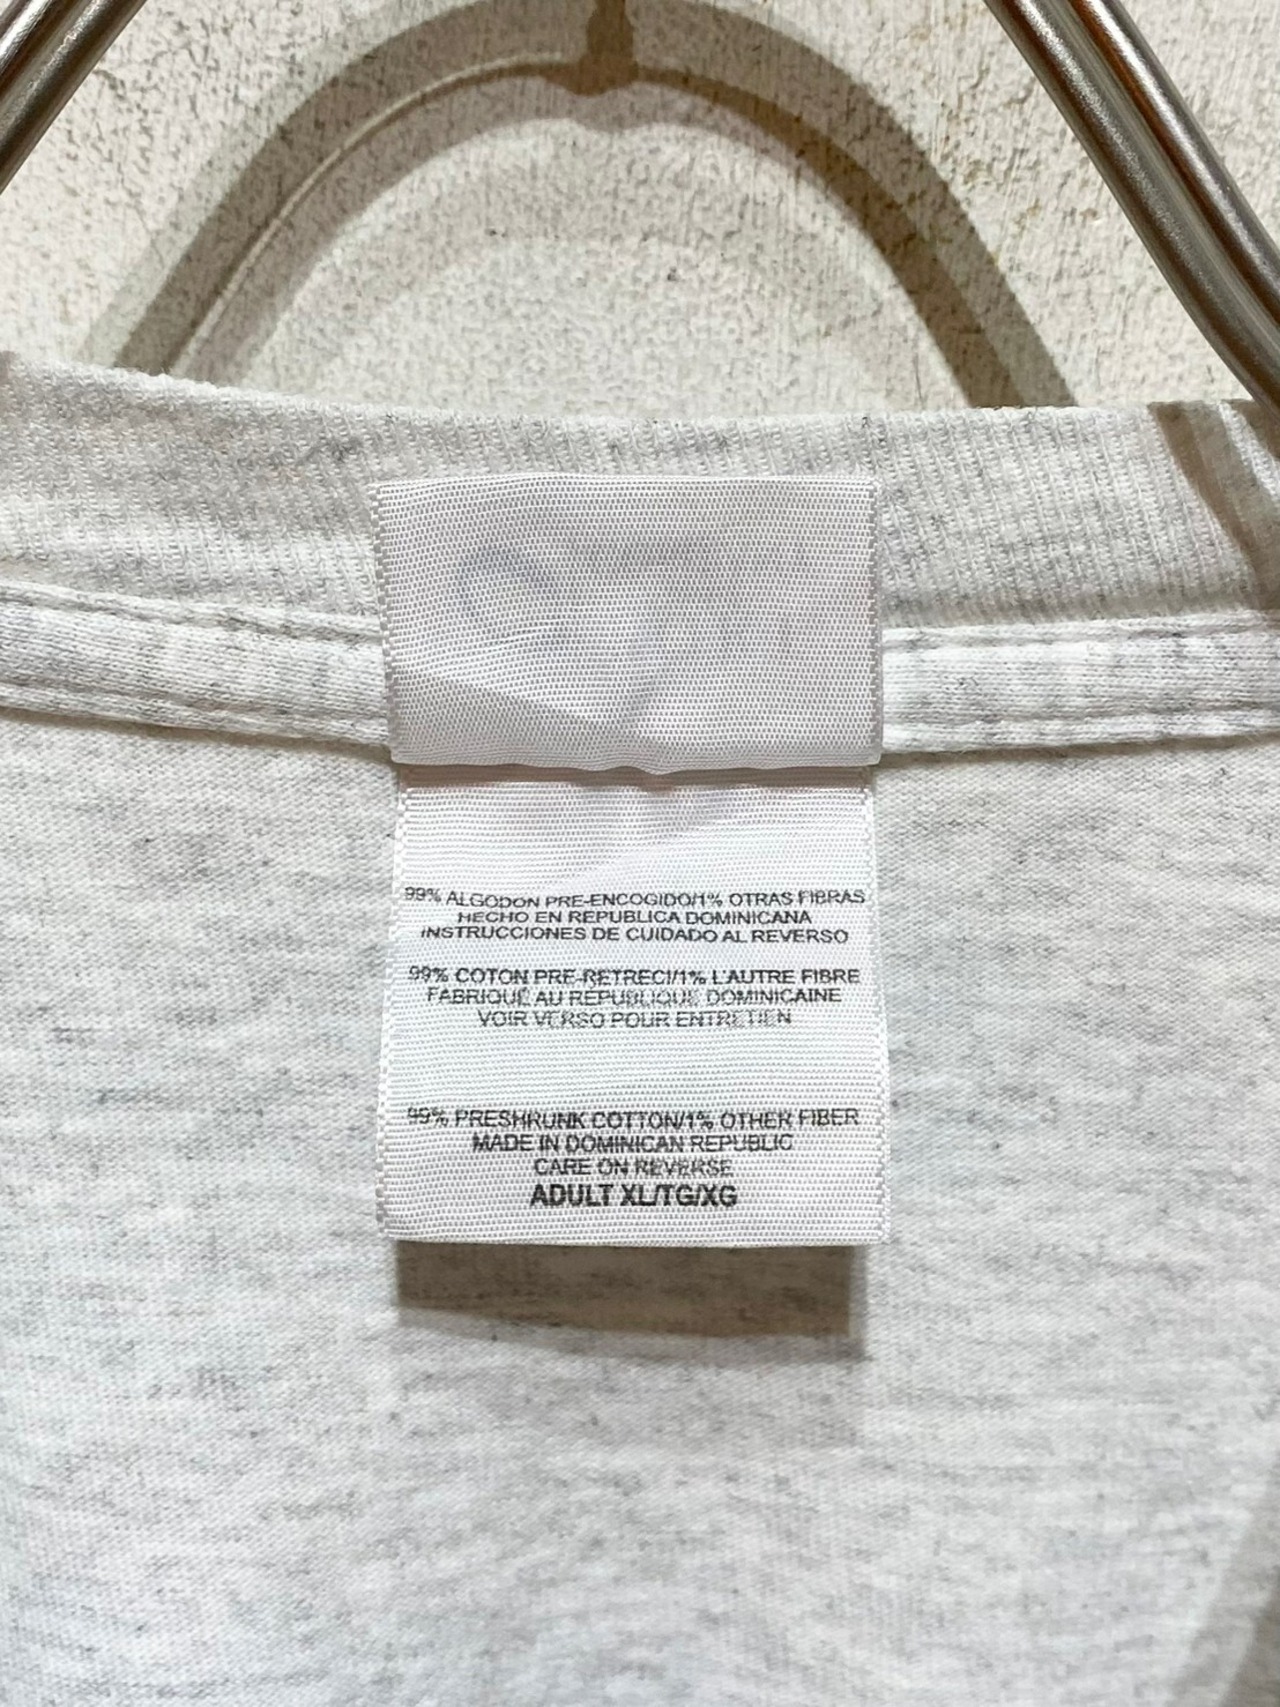 99% ALGODON PRE-ENCOGIDO/1% OTRAS FIBRAS
HECHO EN REPUBLICA DOMINICANA
INSTRUCCIONES DE CUIDADO AL REVERSO
99% COTON PRE-RETRECI/1% LAUTRE FIBRE
FABRIQUÉ AU RÉPUBLIQUE DOMINICAINE
VOIR VERSO POUR ENTRETIEN
99% PRESHRUNK COTTON/1% OTHER FIBER
MADE IN DOMINICAN REPUBLIC
CARE ON REVERSE
ADULT XL/TG/XG